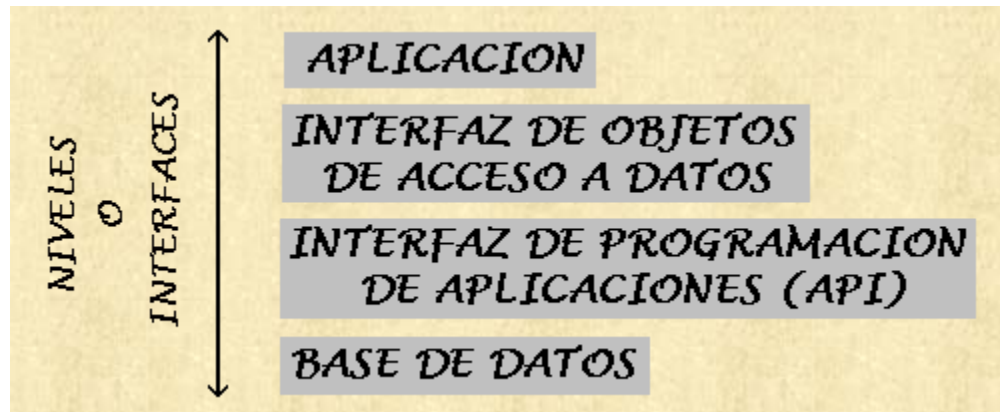 NIVELES
O
INTERFACES
APLICACION
INTERFAZ DE OBJETOS
DE ACCESO A DATOS
INTERFAZ DE PROGRAMACION
DE APLICACIONES (API)
BASE DE DATOS